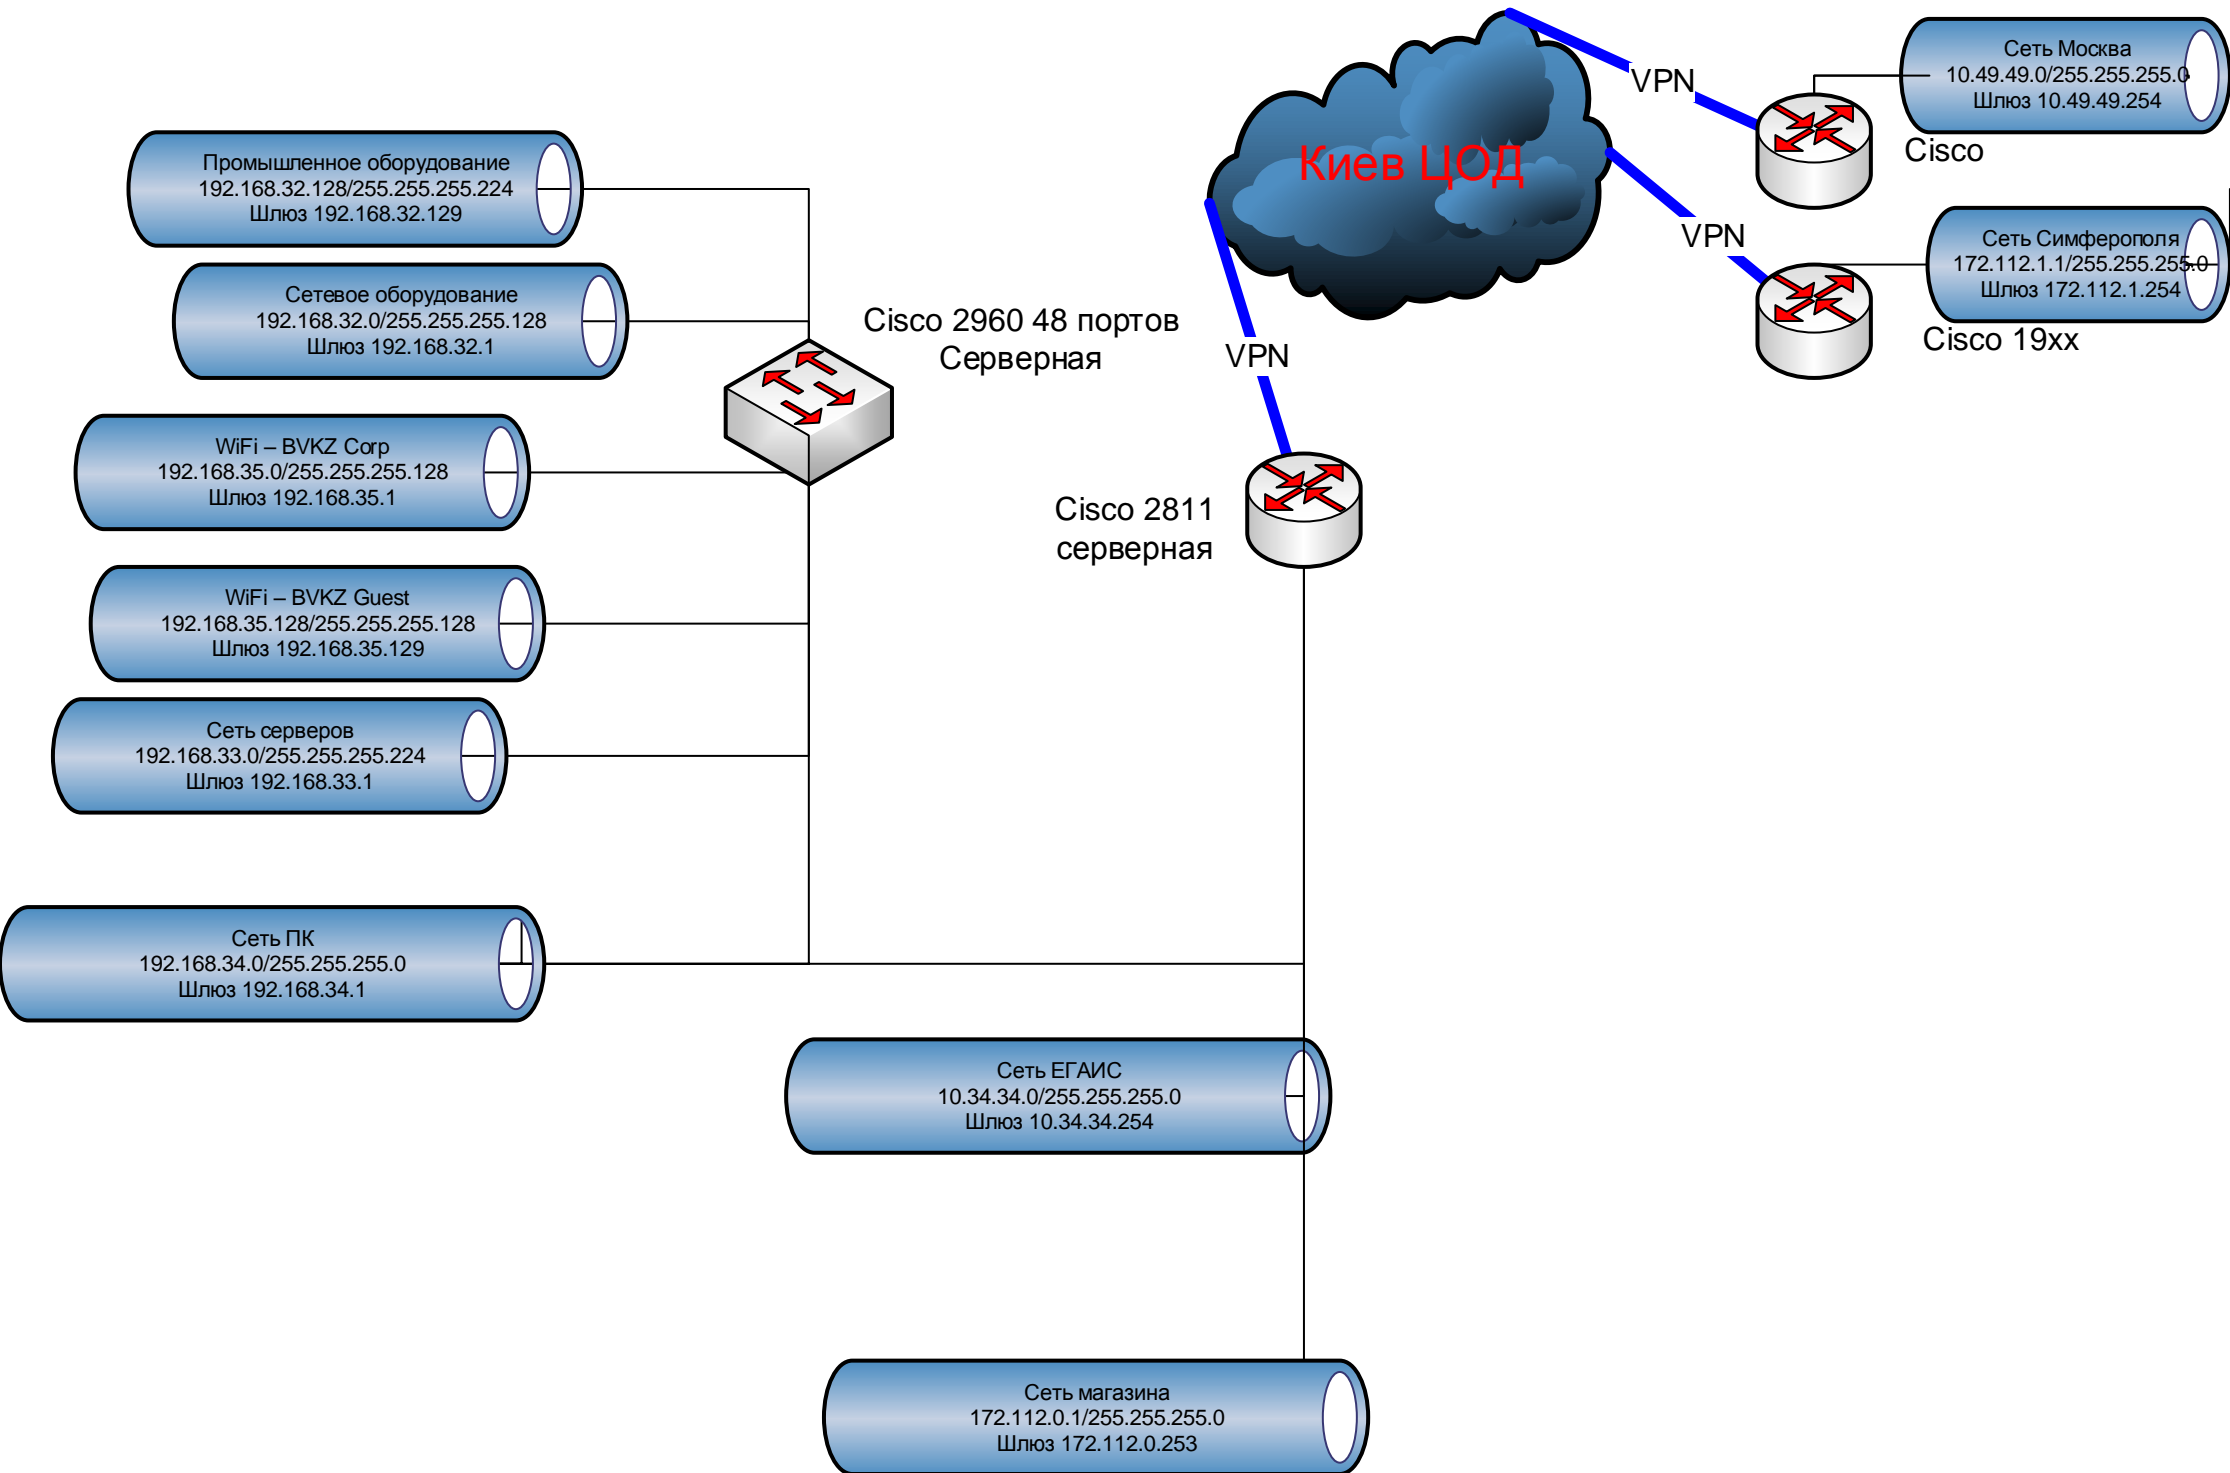 Киев ЦОД
VPN
VPN
VPN
Сеть Москва
10.49.49.0/255.255.255.0
Шлюз 10.49.49.254
Cisco
Сеть Симферополя
172.112.1.1/255.255.255.0
Шлюз 172.112.1.254
Cisco 19xx
Промышленное оборудование
192.168.32.128/255.255.255.224
Шлюз 192.168.32.129
Сетевое оборудование
192.168.32.0/255.255.255.128
Шлюз 192.168.32.1
Cisco 2960 48 портов
Серверная
WiFi – BVKZ Corp
192.168.35.0/255.255.255.128
Шлюз 192.168.35.1
Cisco 2811
серверная
WiFi – BVKZ Guest
192.168.35.128/255.255.255.128
Шлюз 192.168.35.129
Сеть серверов
192.168.33.0/255.255.255.224
Шлюз 192.168.33.1
Сеть ПК
192.168.34.0/255.255.255.0
Шлюз 192.168.34.1
Сеть ЕГАИС
10.34.34.0/255.255.255.0
Шлюз 10.34.34.254
Сеть магазина
172.112.0.1/255.255.255.0
Шлюз 172.112.0.253